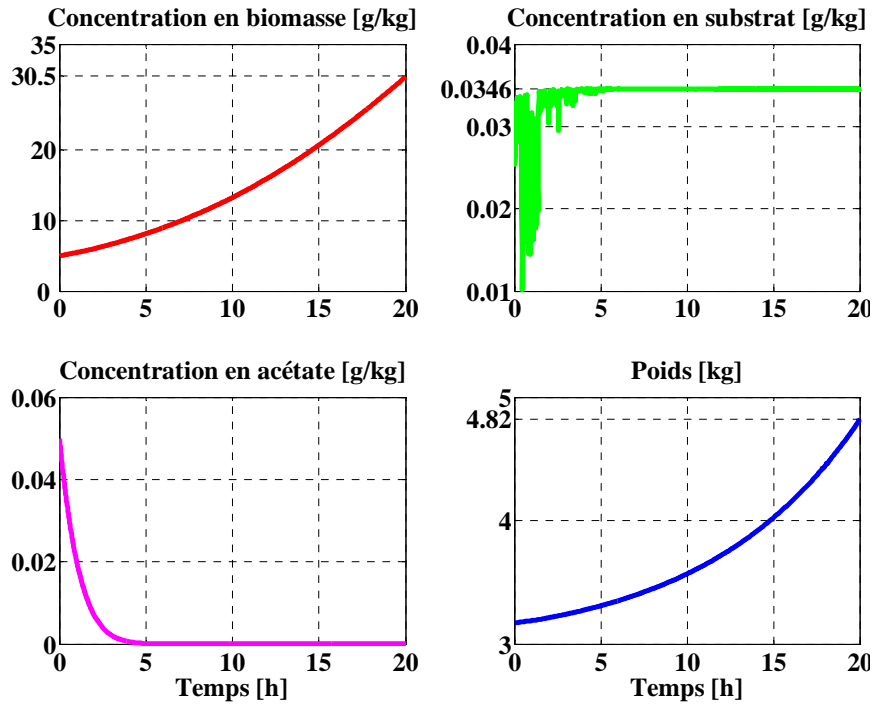 Concentration en biomasse [g/kg]
35
30.5
20
10
0
0 5 10 15 20
Concentration en substrat [g/kg]
0.04
0.0346
0.03
0.02
0.01
0 5 10 15 20
Concentration en acétate [g/kg]
0.06
0.04
0.02
0
0 5 10 15 20
Temps [h]
Poids [kg]
5
4.82
4
3
0 5 10 15 20
Temps [h]